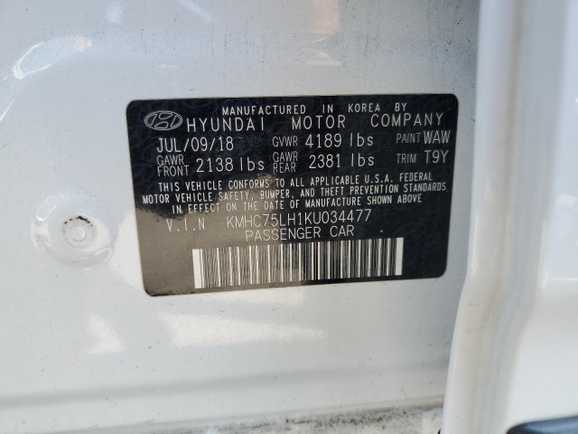 MANUFACTURED IN KOREA BY
HYUNDAI MOTOR COMPANY
JUL/09/18 GVWR 4189 lbs PAINT WAW
GAWR FRONT 2138 lbs GAWR REAR 2381 lbs TRIM T9Y
THIS VEHICLE CONFORMS TO ALL APPLICABLE U.S.A. FEDERAL
MOTOR VEHICLE SAFETY, BUMPER, AND THEFT PREVENTION STANDARDS
IN EFFECT ON THE DATE OF MANUFACTURE SHOWN ABOVE
V.I.N KMHC75LH1KU034477
PASSENGER CAR